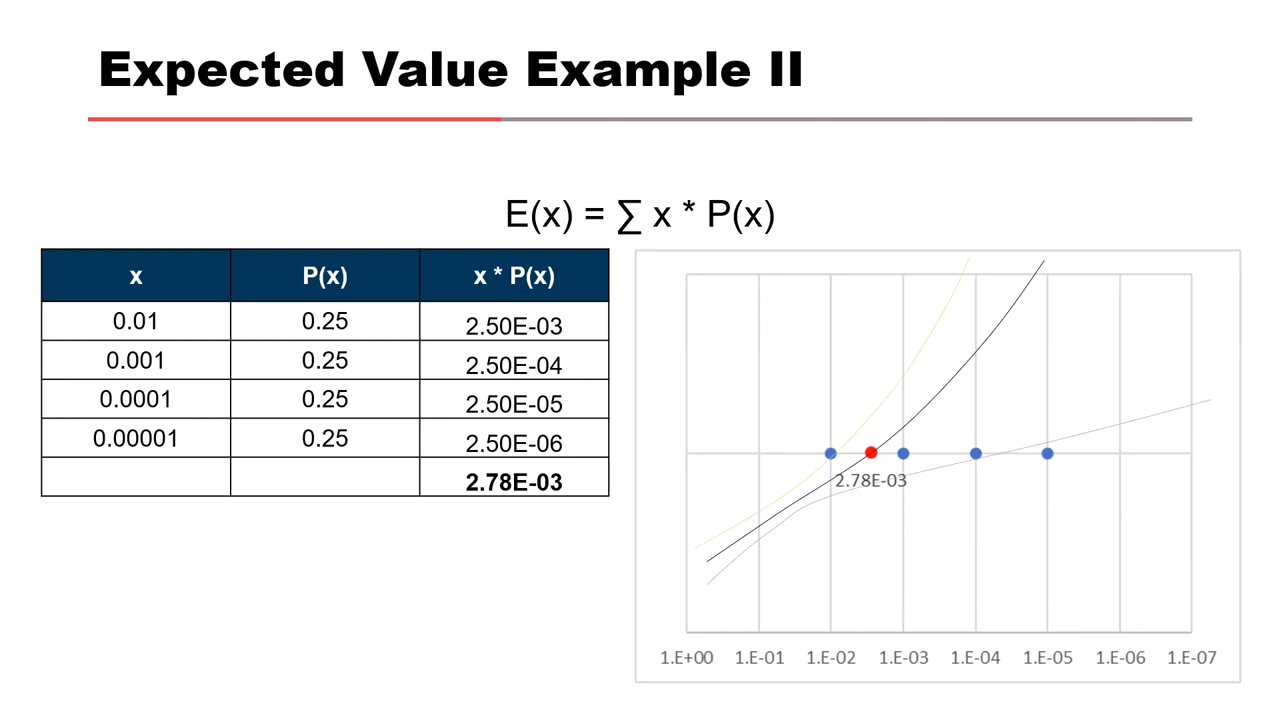 Expected Value Example II
E(x) = ∑ x * P(x)
x P(x) x * P(x)
0.01 0.25 2.50E-03
0.001 0.25 2.50E-04
0.0001 0.25 2.50E-05
0.00001 0.25 2.50E-06
2.78E-03
2.78E-03
1.E+00 1.E-01 1.E-02 1.E-03 1.E-04 1.E-05 1.E-06 1.E-07